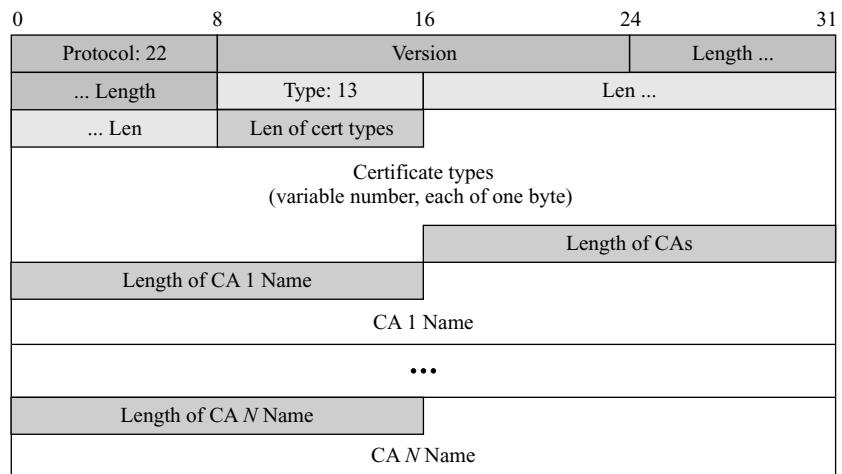 0 8 16 24 31
Protocol: 22 Version Length ...
... Length Type: 13 Len ...
... Len Len of cert types
Certificate types
(variable number, each of one byte)
Length of CAs
Length of CA 1 Name
CA 1 Name
•••
Length of CA N Name
CA N Name